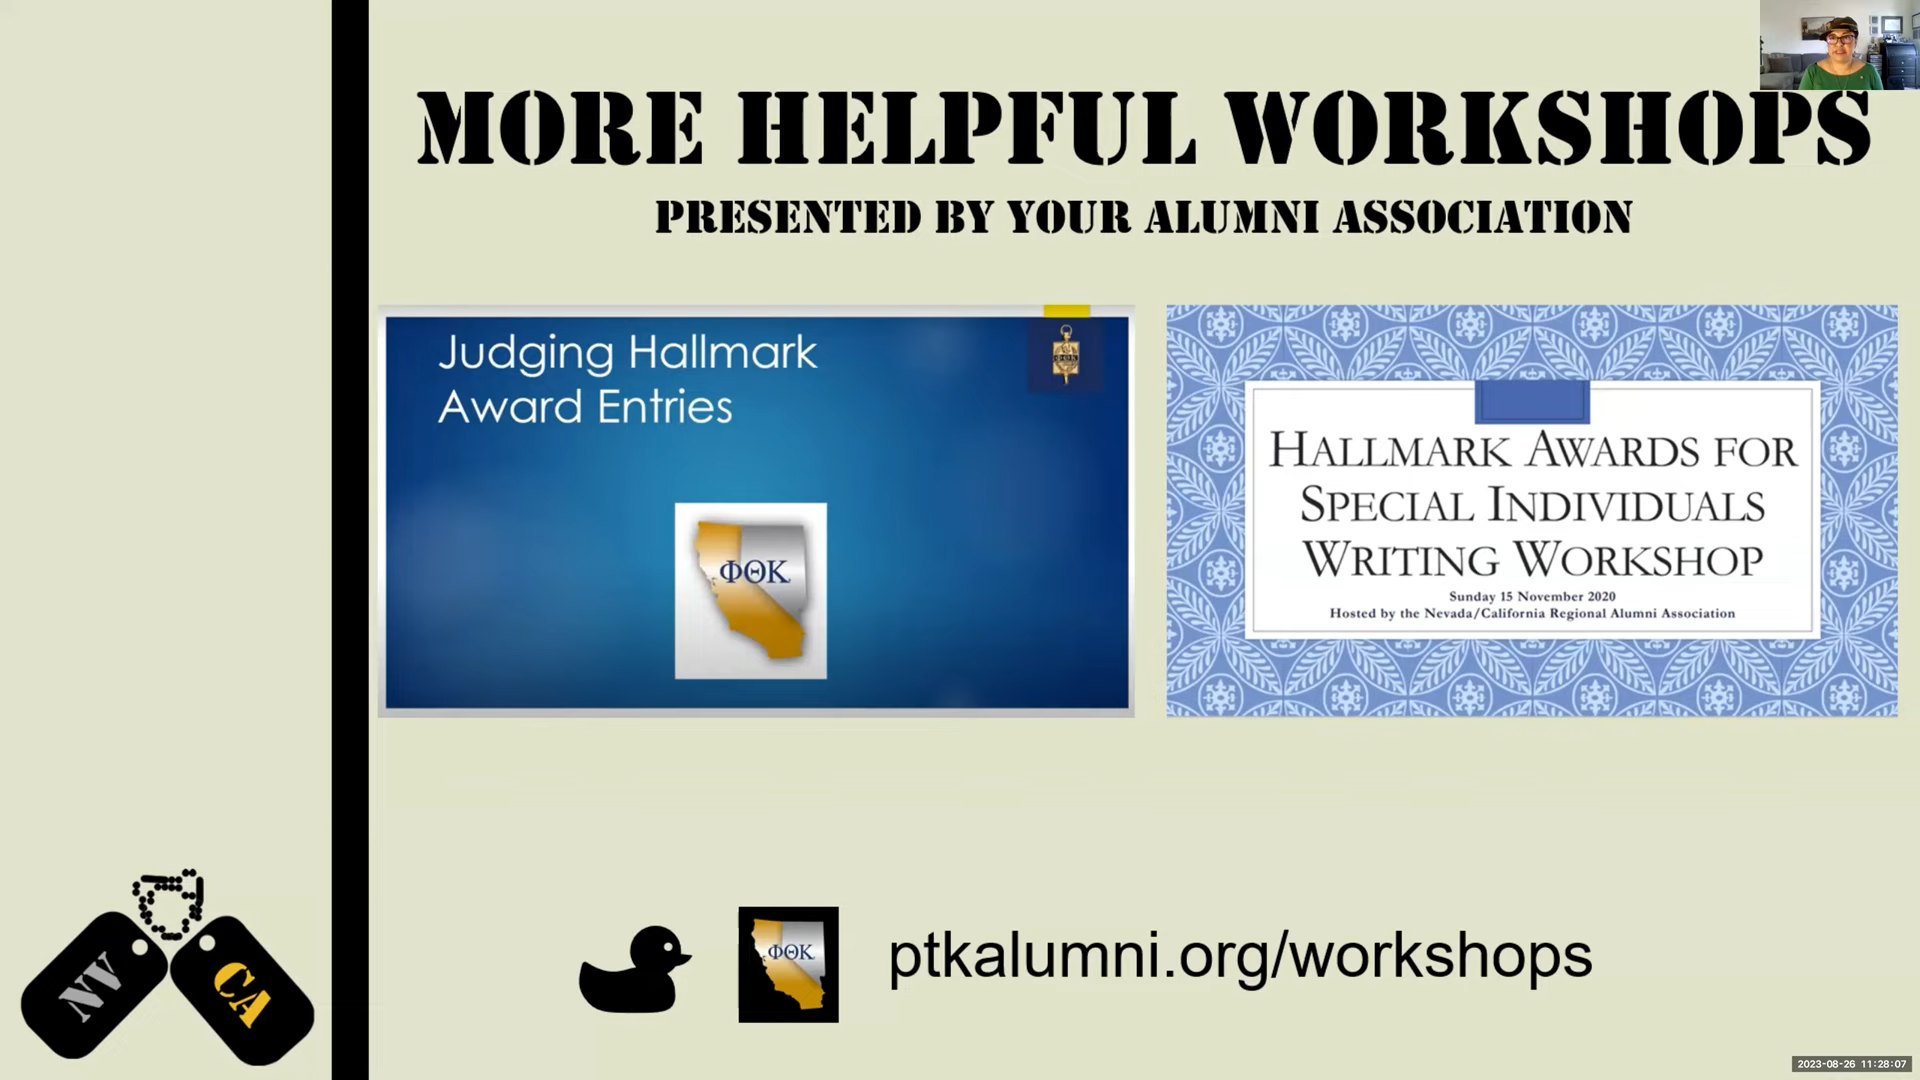 MORE HELPFUL WORKSHOPS
PRESENTED BY YOUR ALUMNI ASSOCIATION
Judging Hallmark
Award Entries
ΦΘΚ
ΦΘΚ
HALLMARK AWARDS FOR
SPECIAL INDIVIDUALS
WRITING WORKSHOP
Sunday 15 November 2020
Hosted by the Nevada/California Regional Alumni Association
NV
CA
ΦΘΚ
ptkalumni.org/workshops
2023-08-26 11:28:07